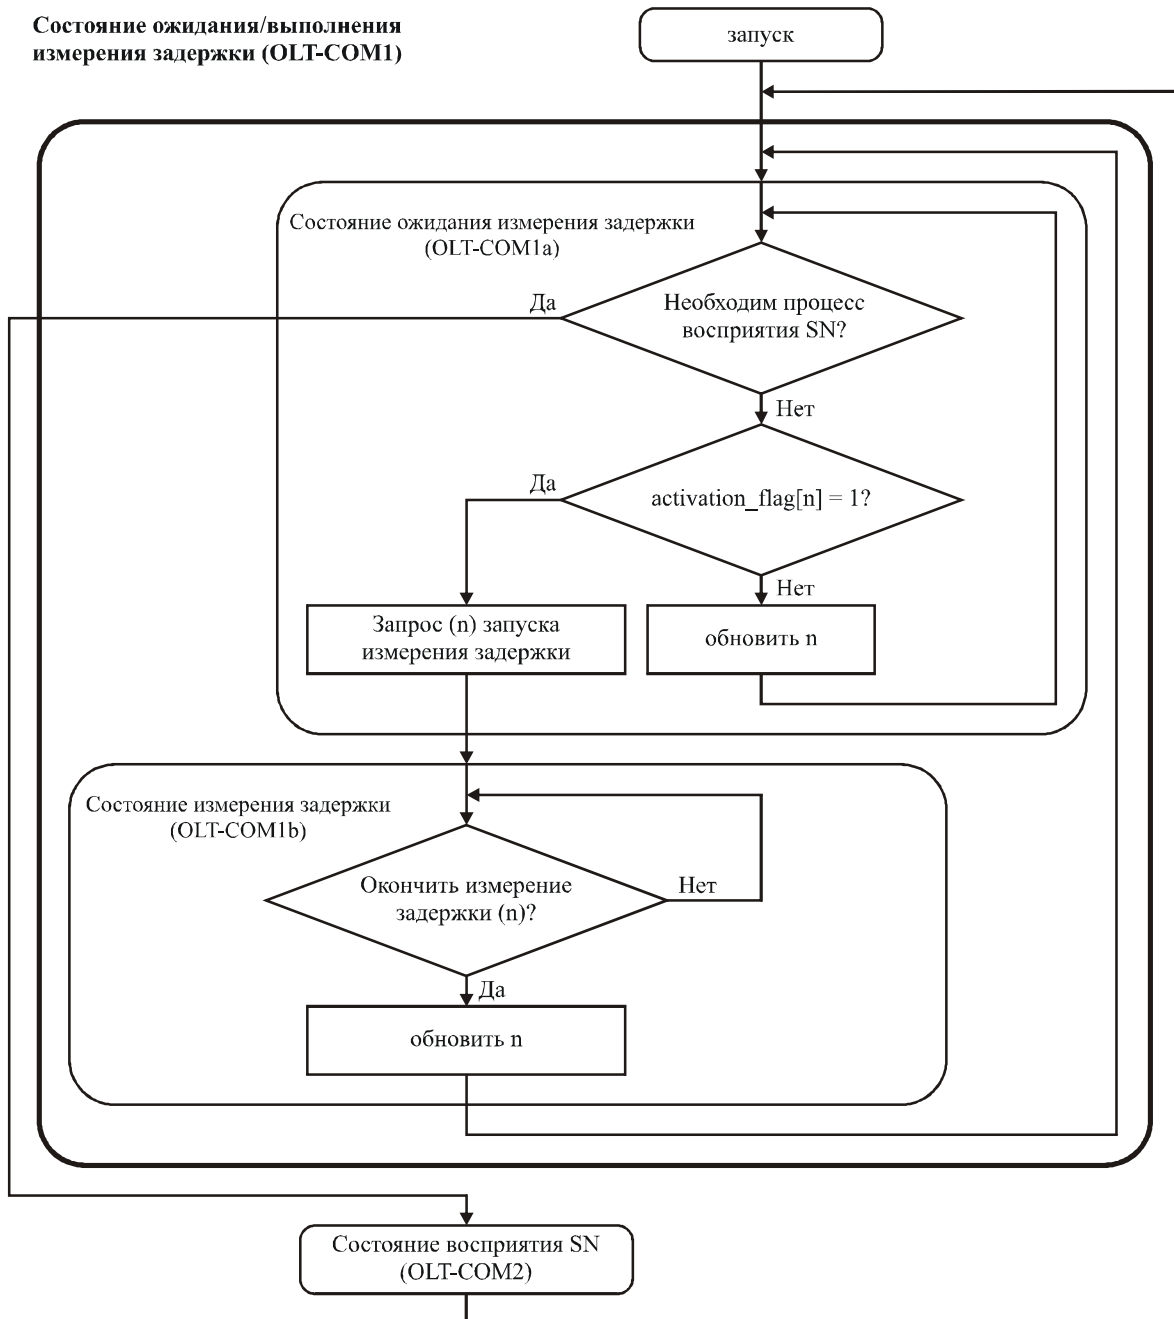 Состояние ожидания/выполнения
измерения задержки (OLT-COM1)
запуск
Состояние ожидания измерения задержки
(OLT-COM1a)
Да
Необходим процесс
восприятия SN?
Нет
Да
activation_flag[n] = 1?
Нет
Запрос (n) запуска
измерения задержки
обновить n
Состояние измерения задержки
(OLT-COM1b)
Окончить измерение
задержки (n)?
Нет
Да
обновить n
Состояние восприятия SN
(OLT-COM2)